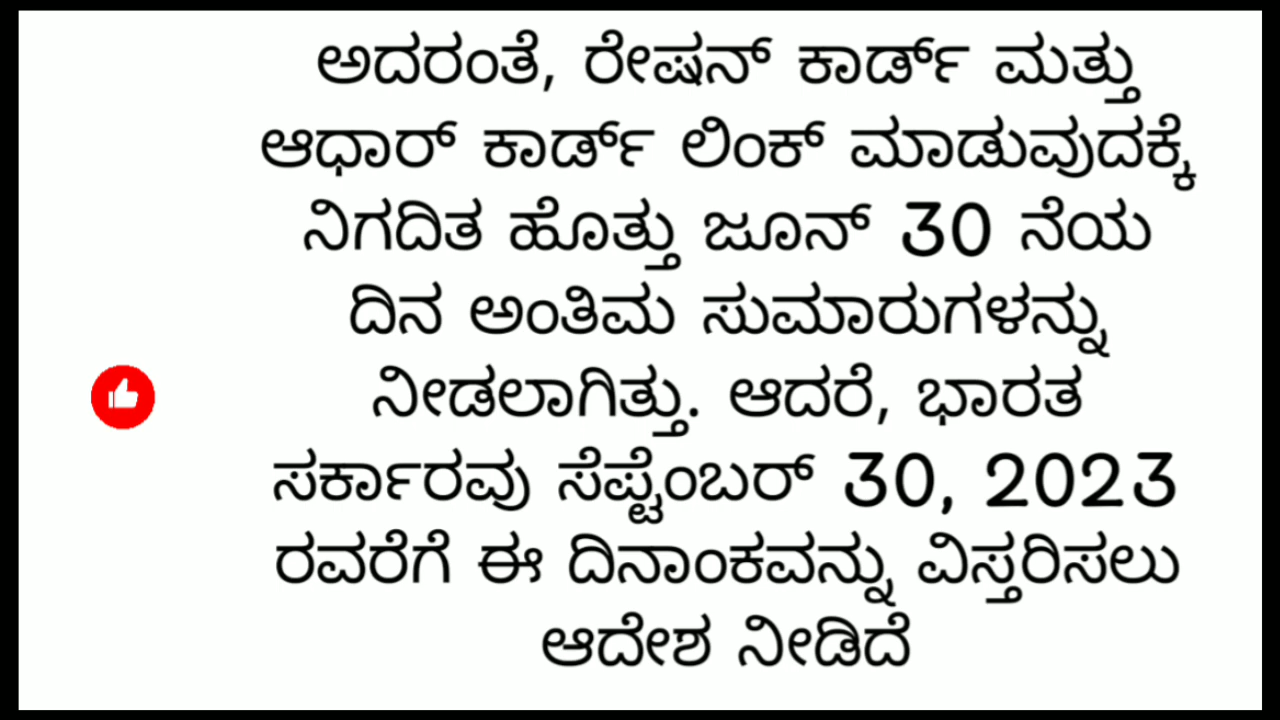 ಅದರಂತೆ, ರೇಷನ್ ಕಾರ್ಡ್ ಮತ್ತು
ಆಧಾರ್ ಕಾರ್ಡ್ ಲಿಂಕ್ ಮಾಡುವುದಕ್ಕೆ
ನಿಗದಿತ ಹೊತ್ತು ಜೂನ್ 30 ನೆಯ
ದಿನ ಅಂತಿಮ ಸುಮಾರುಗಳನ್ನು
ನೀಡಲಾಗಿತ್ತು. ಆದರೆ, ಭಾರತ
ಸರ್ಕಾರವು ಸೆಪ್ಟೆಂಬರ್ 30, 2023
ರವರೆಗೆ ಈ ದಿನಾಂಕವನ್ನು ವಿಸ್ತರಿಸಲು
ಆದೇಶ ನೀಡಿದೆ